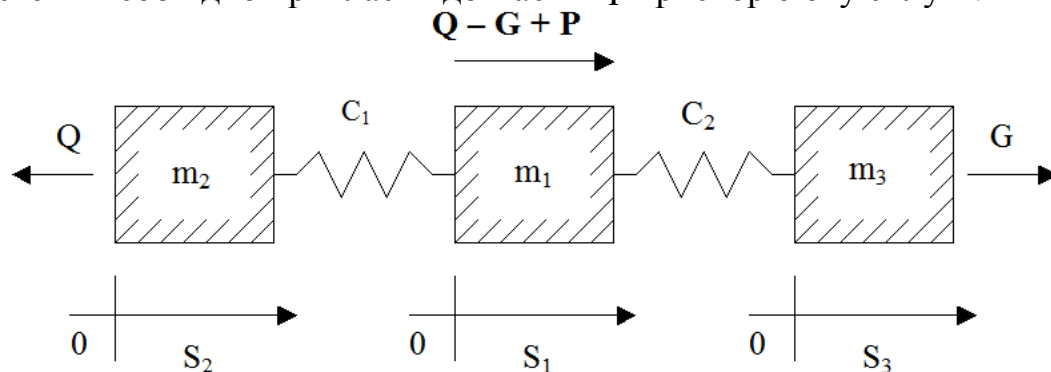 Q – G + P
Q
C₁
C₂
G
m₂
m₁
m₃
0
S₂
0
S₁
0
S₃